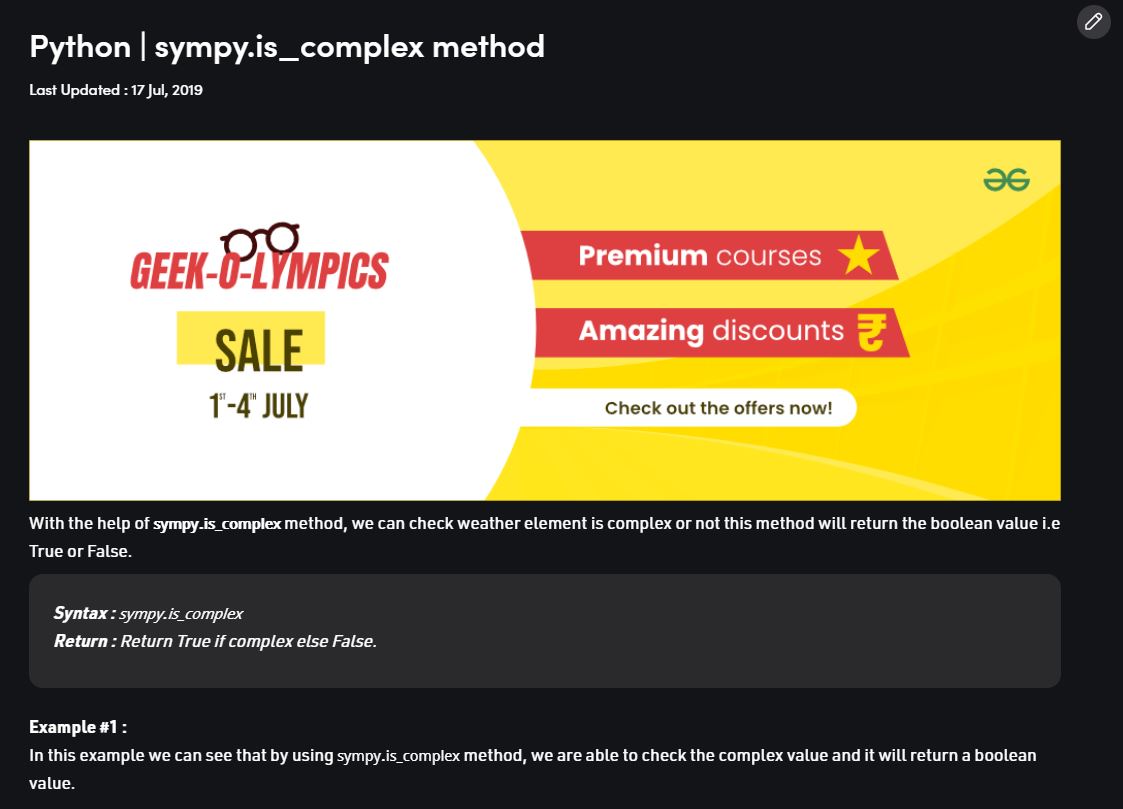 Python | sympy.is_complex method
Last Updated : 17 Jul, 2019
GEEK-O-LYMPICS
SALE
1ST-4TH JULY
Premium courses
Amazing discounts
Check out the offers now!
With the help of sympy.is_complex method, we can check weather element is complex or not this method will return the boolean value i.e
True or False.
Syntax : sympy.is_complex
Return : Return True if complex else False.
Example #1 :
In this example we can see that by using sympy.is_complex method, we are able to check the complex value and it will return a boolean
value.